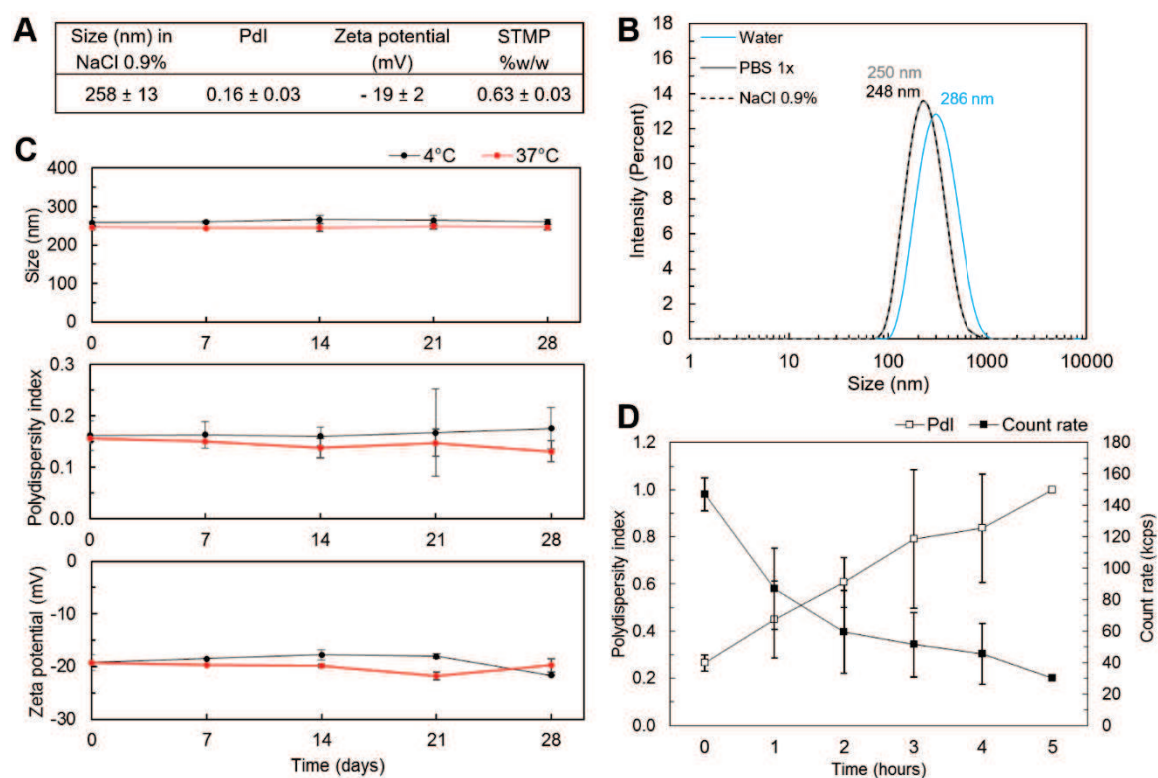 A
Size (nm) in NaCl 0.9% PdI Zeta potential (mV) STMP %w/w
258 ± 13 0.16 ± 0.03 - 19 ± 2 0.63 ± 0.03
B
Water
PBS 1x
NaCl 0.9%
250 nm
248 nm
286 nm
18
16
14
12
10
8
6
4
2
0
Intensity (Percent)
1 10 100 1000 10000
Size (nm)
C
4°C 37°C
400
300
200
100
0
Size (nm)
0 7 14 21 28
0.3
0.2
0.1
0.0
Polydispersity index
0 7 14 21 28
0
-10
-20
-30
Zeta potential (mV)
0 7 14 21 28
Time (days)
D
PdI Count rate
1.2
1.0
0.8
0.6
0.4
0.2
0.0
Polydispersity index
180
160
140
120
100
80
60
40
20
0
Count rate (kcps)
0 1 2 3 4 5
Time (hours)